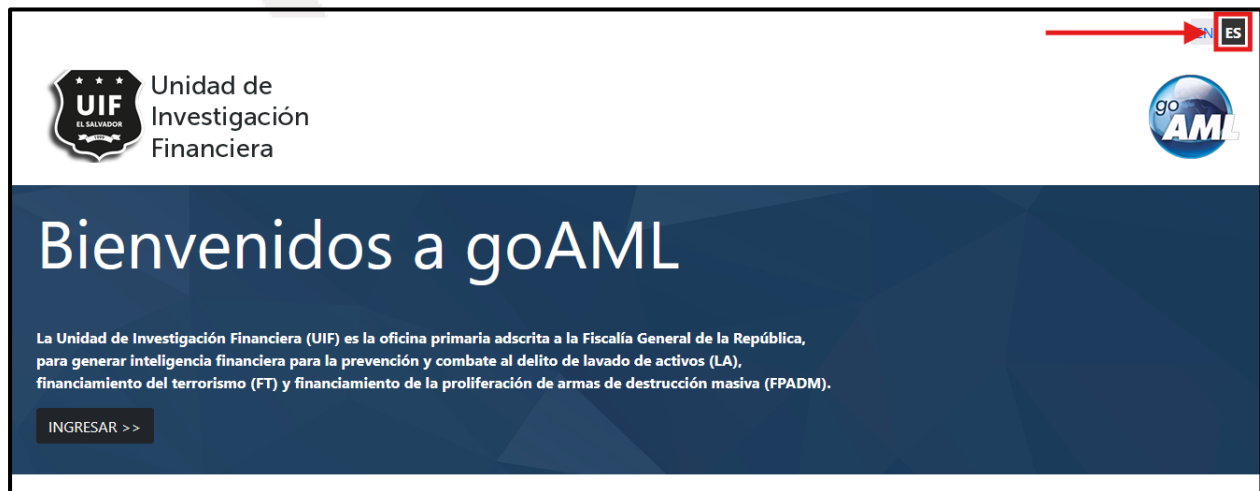 EN ES
UIF
EL SALVADOR
Unidad de
Investigación
Financiera
go
AML
Bienvenidos a goAML
La Unidad de Investigación Financiera (UIF) es la oficina primaria adscrita a la Fiscalía General de la República,
para generar inteligencia financiera para la prevención y combate al delito de lavado de activos (LA),
financiamiento del terrorismo (FT) y financiamiento de la proliferación de armas de destrucción masiva (FPADM).
INGRESAR >>